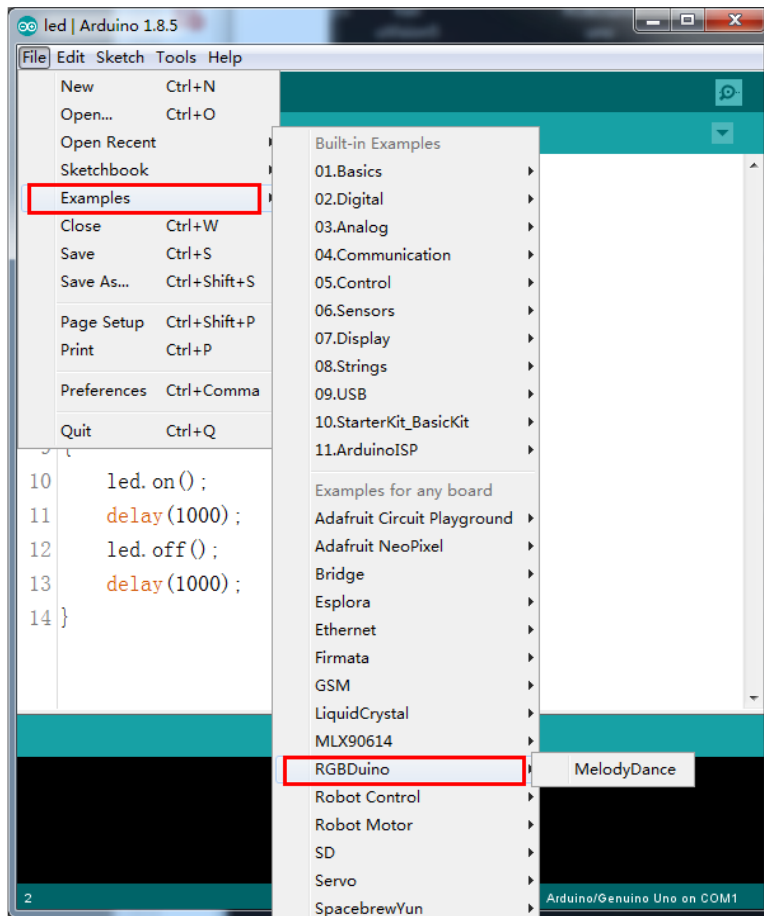 led | Arduino 1.8.5
File Edit Sketch Tools Help
New Ctrl+N
Open... Ctrl+O
Open Recent
Sketchbook
Examples
Close Ctrl+W
Save Ctrl+S
Save As... Ctrl+Shift+S
Page Setup Ctrl+Shift+P
Print Ctrl+P
Preferences Ctrl+Comma
Quit Ctrl+Q
Built-in Examples
01.Basics
02.Digital
03.Analog
04.Communication
05.Control
06.Sensors
07.Display
08.Strings
09.USB
10.StarterKit_BasicKit
11.ArduinoISP
Examples for any board
Adafruit Circuit Playground
Adafruit NeoPixel
Bridge
Esplora
Ethernet
Firmata
GSM
LiquidCrystal
MLX90614
RGBDuino
Robot Control
Robot Motor
SD
Servo
SpacebrewYun
MelodyDance
10 led.on();
11 delay(1000);
12 led.off();
13 delay(1000);
14 }
2 Arduino/Genuino Uno on COM1